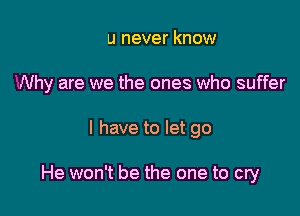 u never know
Why are we the ones who suffer
I have to let go
He won't be the one to cry